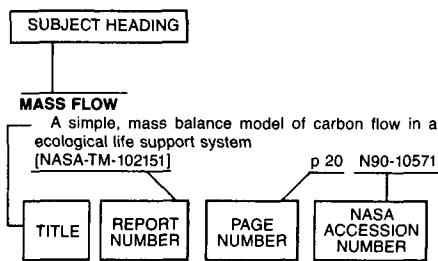 SUBJECT HEADING
MASS FLOW
A simple, mass balance model of carbon flow in a
ecological life support system
[NASA-TM-102151] p 20 N90-10571
TITLE REPORT NUMBER PAGE NUMBER NASA ACCESSION NUMBER